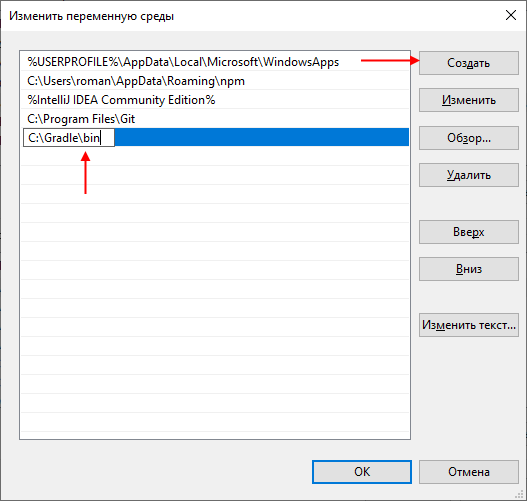 Изменить переменную среды
%USERPROFILE%\AppData\Local\Microsoft\WindowsApps
C:\Users\roman\AppData\Roaming\npm
%IntelliJ IDEA Community Edition%
C:\Program Files\Git
C:\Gradle\bin
Создать
Изменить
Обзор...
Удалить
Вверх
Вниз
Изменить текст...
ОК
Отмена